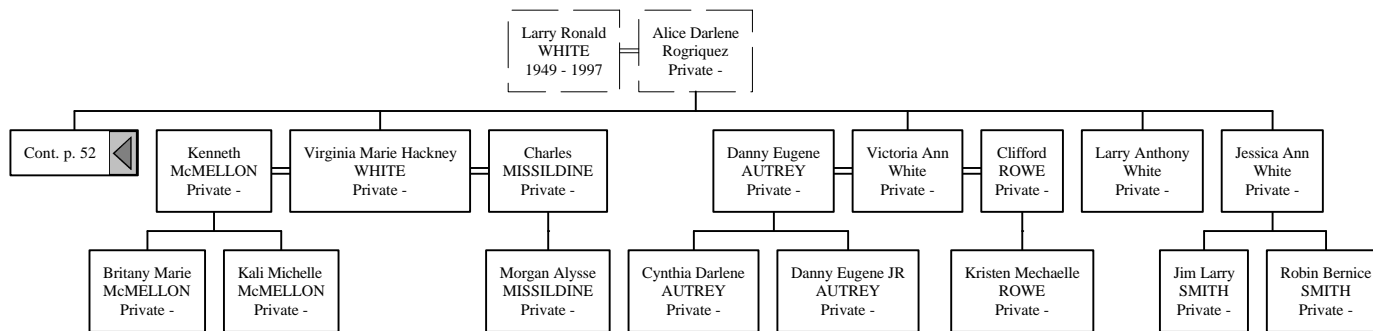 Larry Ronald
WHITE
1949 - 1997
Alice Darlene
Rogriquez
Private -
Cont. p. 52
Kenneth
McMELLON
Private -
Virginia Marie Hackney
WHITE
Private -
Charles
MISSILDINE
Private -
Danny Eugene
AUTREY
Private -
Victoria Ann
White
Private -
Clifford
ROWE
Private -
Larry Anthony
White
Private -
Jessica Ann
White
Private -
Britany Marie
McMELLON
Private -
Kali Michelle
McMELLON
Private -
Morgan Alysse
MISSILDINE
Private -
Cynthia Darlene
AUTREY
Private -
Danny Eugene JR
AUTREY
Private -
Kristen Mechaelle
ROWE
Private -
Jim Larry
SMITH
Private -
Robin Bernice
SMITH
Private -